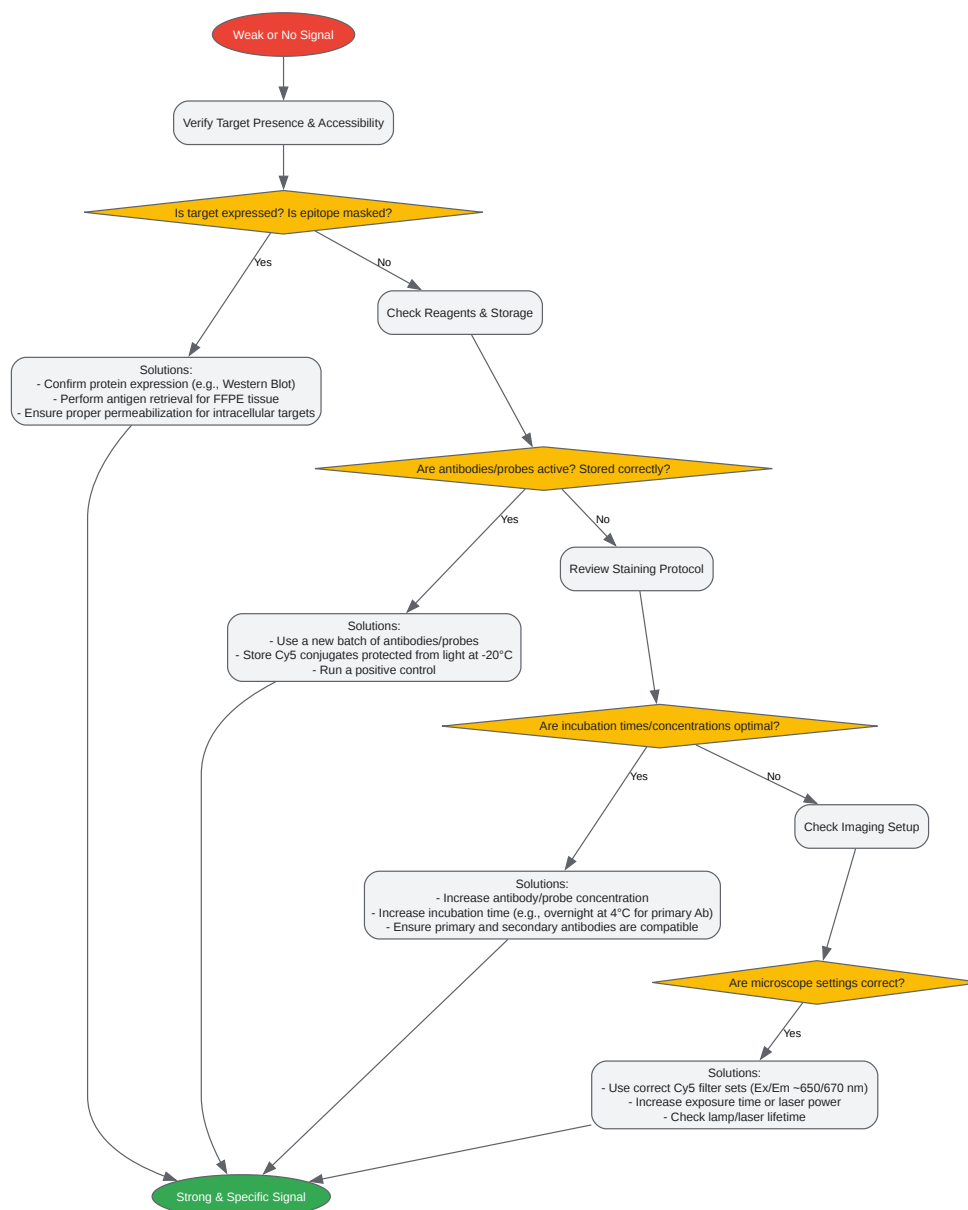 Weak or No Signal
Verify Target Presence & Accessibility
Is target expressed? Is epitope masked?
Yes
No
Check Reagents & Storage
Solutions:
- Confirm protein expression (e.g., Western Blot)
- Perform antigen retrieval for FFPE tissue
- Ensure proper permeabilization for intracellular targets
Are antibodies/probes active? Stored correctly?
Yes
No
Review Staining Protocol
Solutions:
- Use a new batch of antibodies/probes
- Store Cy5 conjugates protected from light at -20°C
- Run a positive control
Are incubation times/concentrations optimal?
Yes
No
Check Imaging Setup
Solutions:
- Increase antibody/probe concentration
- Increase incubation time (e.g., overnight at 4°C for primary Ab)
- Ensure primary and secondary antibodies are compatible
Are microscope settings correct?
Yes
Solutions:
- Use correct Cy5 filter sets (Ex/Em ~650/670 nm)
- Increase exposure time or laser power
- Check lamp/laser lifetime
Strong & Specific Signal